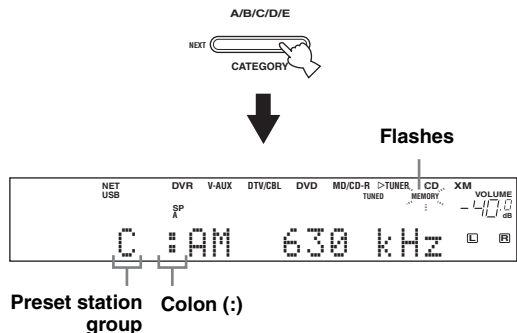 A/B/C/D/E
NEXT
CATEGORY
Flashes
NET DVR V-AUX DTV/CBL DVD MD/CD-R ▷TUNER CD XM
USB TUNED MEMORY VOLUME
SP
A
-40.0 dB
C :AM 630 kHz L R
Preset station group
Colon (:)